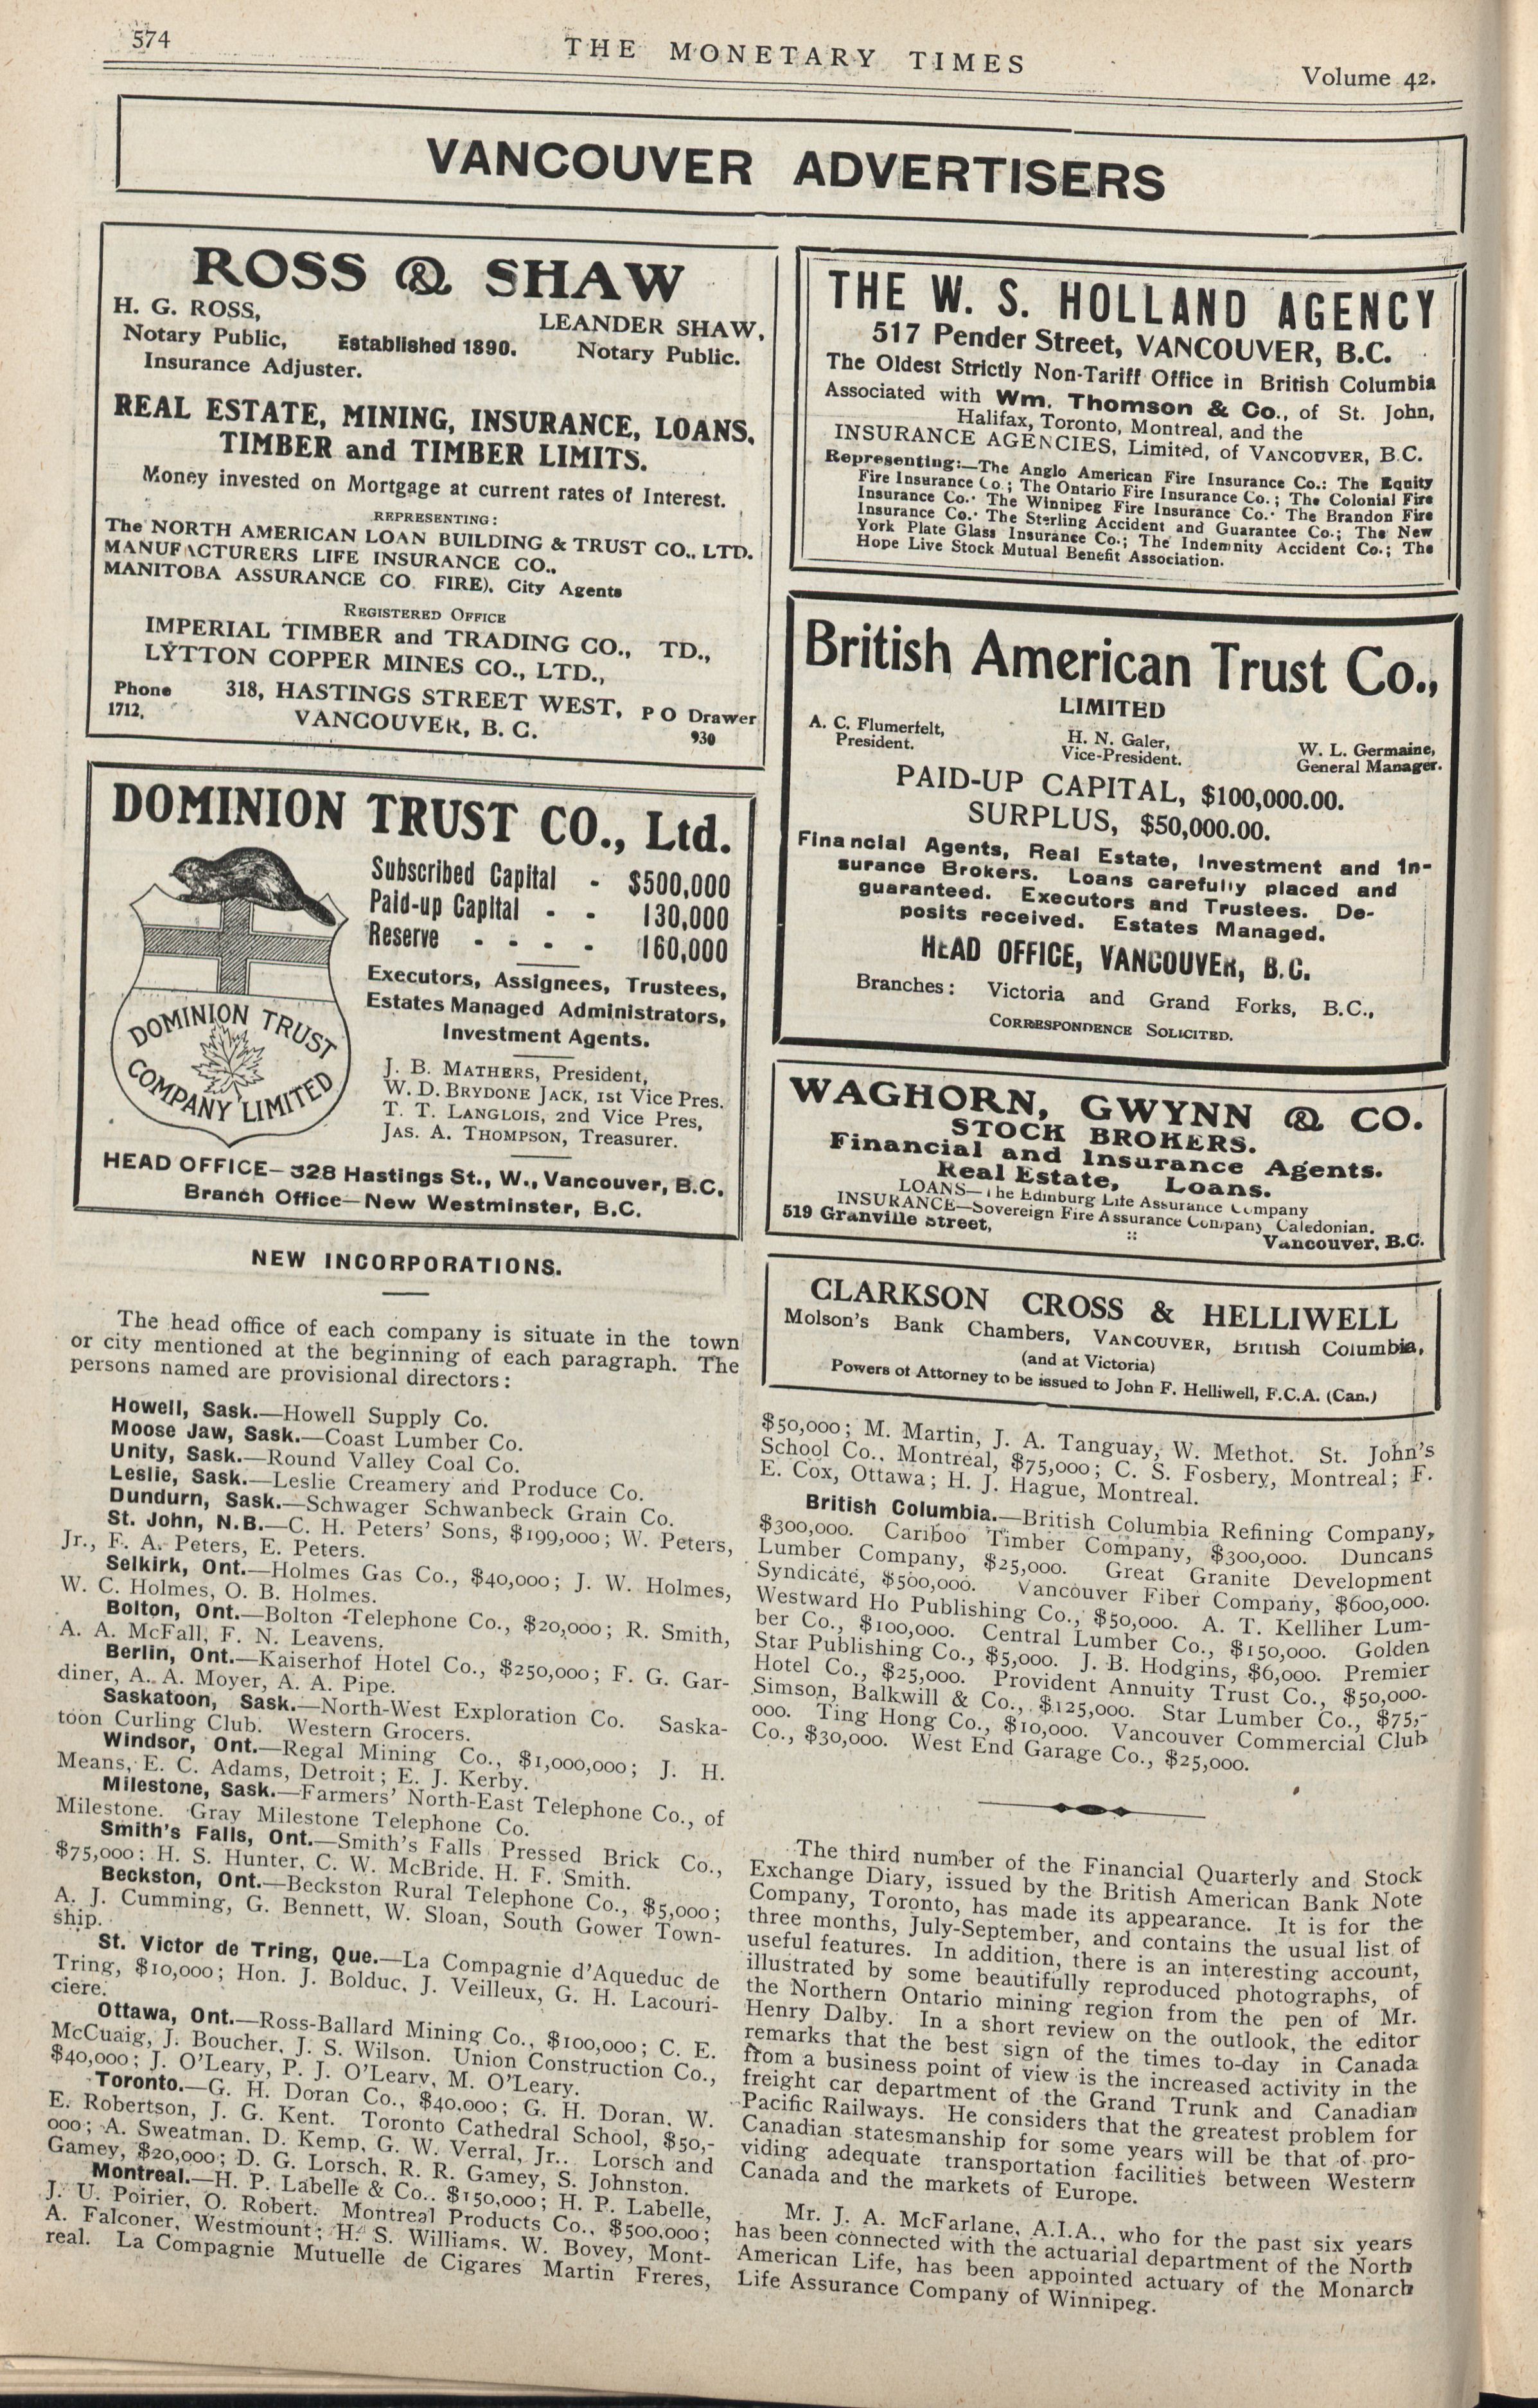 574
THE MONETARY TIMES
Volume 42.
VANCOUVER ADVERTISERS
ROSS & SHAW
H. G. ROSS,
Notary Public,
Insurance Adjuster.
Established 1890.
LEANDER SHAW,
Notary Public.
REAL ESTATE, MINING, INSURANCE, LOANS,
TIMBER and TIMBER LIMITS.
Money invested on Mortgage at current rates of Interest.
REPRESENTING:
The NORTH AMERICAN LOAN BUILDING & TRUST CO., LTD.
MANUFACTURERS LIFE INSURANCE CO.,
MANITOBA ASSURANCE CO FIRE), City Agents
REGISTERED OFFICE
IMPERIAL TIMBER and TRADING CO., TD.,
LYTTON COPPER MINES CO., LTD.,
Phone
1712,
318, HASTINGS STREET WEST,
VANCOUVER, B. C.
P O Drawer
930
DOMINION TRUST CO., Ltd.
Subscribed Capital - $500,000
Paid-up Capital - - 130,000
Reserve - - - - 160,000
Executors, Assignees, Trustees,
Estates Managed Administrators,
Investment Agents.
DOMINION TRUST
COMPANY LIMITED
J. B. MATHERS, President,
W. D. BRYDONE JACK, 1st Vice Pres.
T. T. LANGLOIS, 2nd Vice Pres,
JAS. A. THOMPSON, Treasurer.
HEAD OFFICE—328 Hastings St., W., Vancouver, B.C.
Branch Office—New Westminster, B.C.
NEW INCORPORATIONS.
The head office of each company is situate in the town
or city mentioned at the beginning of each paragraph. The
persons named are provisional directors:
Howell, Sask.—Howell Supply Co.
Moose Jaw, Sask.—Coast Lumber Co.
Unity, Sask.—Round Valley Coal Co.
Leslie, Sask.—Leslie Creamery and Produce Co.
Dundurn, Sask.—Schwager Schwanbeck Grain Co.
St. John, N.B.—C. H. Peters' Sons, $199,000; W. Peters,
Jr., F. A. Peters, E. Peters.
Selkirk, Ont.—Holmes Gas Co., $40,000; J. W. Holmes,
W. C. Holmes, O. B. Holmes.
Bolton, Ont.—Bolton Telephone Co., $20,000; R. Smith,
A. A. McFall, F. N. Leavens.
Berlin, Ont.—Kaiserhof Hotel Co., $250,000; F. G. Gar-
diner, A. A. Moyer, A. A. Pipe.
Saskatoon, Sask.—North-West Exploration Co. Saska-
toon Curling Club. Western Grocers.
Windsor, Ont.—Regal Mining Co., $1,000,000; J. H.
Means, E. C. Adams, Detroit; E. J. Kerby.
Milestone, Sask.—Farmers' North-East Telephone Co., of
Milestone. Gray Milestone Telephone Co.
Smith's Falls, Ont.—Smith's Falls Pressed Brick Co.,
$75,000; H. S. Hunter, C. W. McBride, H. F. Smith.
Beckston, Ont.—Beckston Rural Telephone Co., $5,000;
A. J. Cumming, G. Bennett, W. Sloan, South Gower Town-
ship.
St. Victor de Tring, Que.—La Compagnie d'Aqueduc de
Tring, $10,000; Hon. J. Bolduc, J. Veilleux, G. H. Lacouri-
ciere.
Ottawa, Ont.—Ross-Ballard Mining Co., $100,000; C. E.
McCuaig, J. Boucher, J. S. Wilson. Union Construction Co.,
$40,000; J. O'Leary, P. J. O'Leary, M. O'Leary.
Toronto.—G. H. Doran Co., $40,000; G. H. Doran, W.
E. Robertson, J. G. Kent. Toronto Cathedral School, $50,-
000; A. Sweatman, D. Kemp, G. W. Verral, Jr.. Lorsch and
Gamey, $20,000; D. G. Lorsch, R. R. Gamey, S. Johnston.
Montreal.—H. P. Labelle & Co., $150,000; H. P. Labelle,
J. U. Poirier, O. Robert. Montreal Products Co., $500,000;
A. Falconer, Westmount; H. S. Williams, W. Bovey, Mont-
real. La Compagnie Mutuelle de Cigares Martin Freres,
THE W. S. HOLLAND AGENCY
517 Pender Street, VANCOUVER, B.C.
The Oldest Strictly Non-Tariff Office in British Columbia
Associated with Wm. Thomson & Co., of St. John,
Halifax, Toronto, Montreal, and the
INSURANCE AGENCIES, Limited, of VANCOUVER, B.C.
Representing:—The Anglo American Fire Insurance Co.: The Equity
Fire Insurance Co.; The Ontario Fire Insurance Co.; The Colonial Fire
Insurance Co.· The Winnipeg Fire Insurance Co.· The Brandon Fire
Insurance Co.· The Sterling Accident and Guarantee Co.; The New
York Plate Glass Insurance Co.; The Indemnity Accident Co.; The
Hope Live Stock Mutual Benefit Association.
British American Trust Co.,
LIMITED
A. C. Flumerfelt,
President.
H. N. Galer,
Vice-President.
W. L. Germaine,
General Manager.
PAID-UP CAPITAL, $100,000.00.
SURPLUS, $50,000.00.
Financial Agents, Real Estate, Investment and In-
surance Brokers. Loans carefully placed and
guaranteed. Executors and Trustees. De-
posits received. Estates Managed.
HEAD OFFICE, VANCOUVER, B.C.
Branches: Victoria and Grand Forks, B.C.,
CORRESPONDENCE SOLICITED.
WAGHORN, GWYNN & CO.
STOCK BROKERS.
Financial and Insurance Agents.
Real Estate, Loans.
LOANS—The Edinburg Life Assurance Company
INSURANCE—Sovereign Fire Assurance Company Caledonian.
519 Granville Street, :: Vancouver, B.C.
CLARKSON CROSS & HELLIWELL
Molson's Bank Chambers, VANCOUVER, British Columbia,
(and at Victoria)
Powers of Attorney to be issued to John F. Helliwell, F.C.A. (Can.)
$50,000; M. Martin, J. A. Tanguay, W. Methot. St. John's
School Co., Montreal, $75,000; C. S. Fosbery, Montreal; F.
E. Cox, Ottawa; H. J. Hague, Montreal.
British Columbia.—British Columbia Refining Company,
$300,000. Cariboo Timber Company, $300,000. Duncans
Lumber Company, $25,000. Great Granite Development
Syndicate, $500,000. Vancouver Fiber Company, $600,000.
Westward Ho Publishing Co., $50,000. A. T. Kelliher Lum-
ber Co., $100,000. Central Lumber Co., $150,000. Golden
Star Publishing Co., $5,000. J. B. Hodgins, $6,000. Premier
Hotel Co., $25,000. Provident Annuity Trust Co., $50,000.
Simson, Balkwill & Co., $125,000. Star Lumber Co., $75,-
000. Ting Hong Co., $10,000. Vancouver Commercial Club
Co., $30,000. West End Garage Co., $25,000.
The third number of the Financial Quarterly and Stock
Exchange Diary, issued by the British American Bank Note
Company, Toronto, has made its appearance. It is for the
three months, July-September, and contains the usual list of
useful features. In addition, there is an interesting account,
illustrated by some beautifully reproduced photographs, of
the Northern Ontario mining region from the pen of Mr.
Henry Dalby. In a short review on the outlook, the editor
remarks that the best sign of the times to-day in Canada
from a business point of view is the increased activity in the
freight car department of the Grand Trunk and Canadian
Pacific Railways. He considers that the greatest problem for
Canadian statesmanship for some years will be that of pro-
viding adequate transportation facilities between Western
Canada and the markets of Europe.
Mr. J. A. McFarlane, A.I.A., who for the past six years
has been connected with the actuarial department of the North
American Life, has been appointed actuary of the Monarch
Life Assurance Company of Winnipeg.